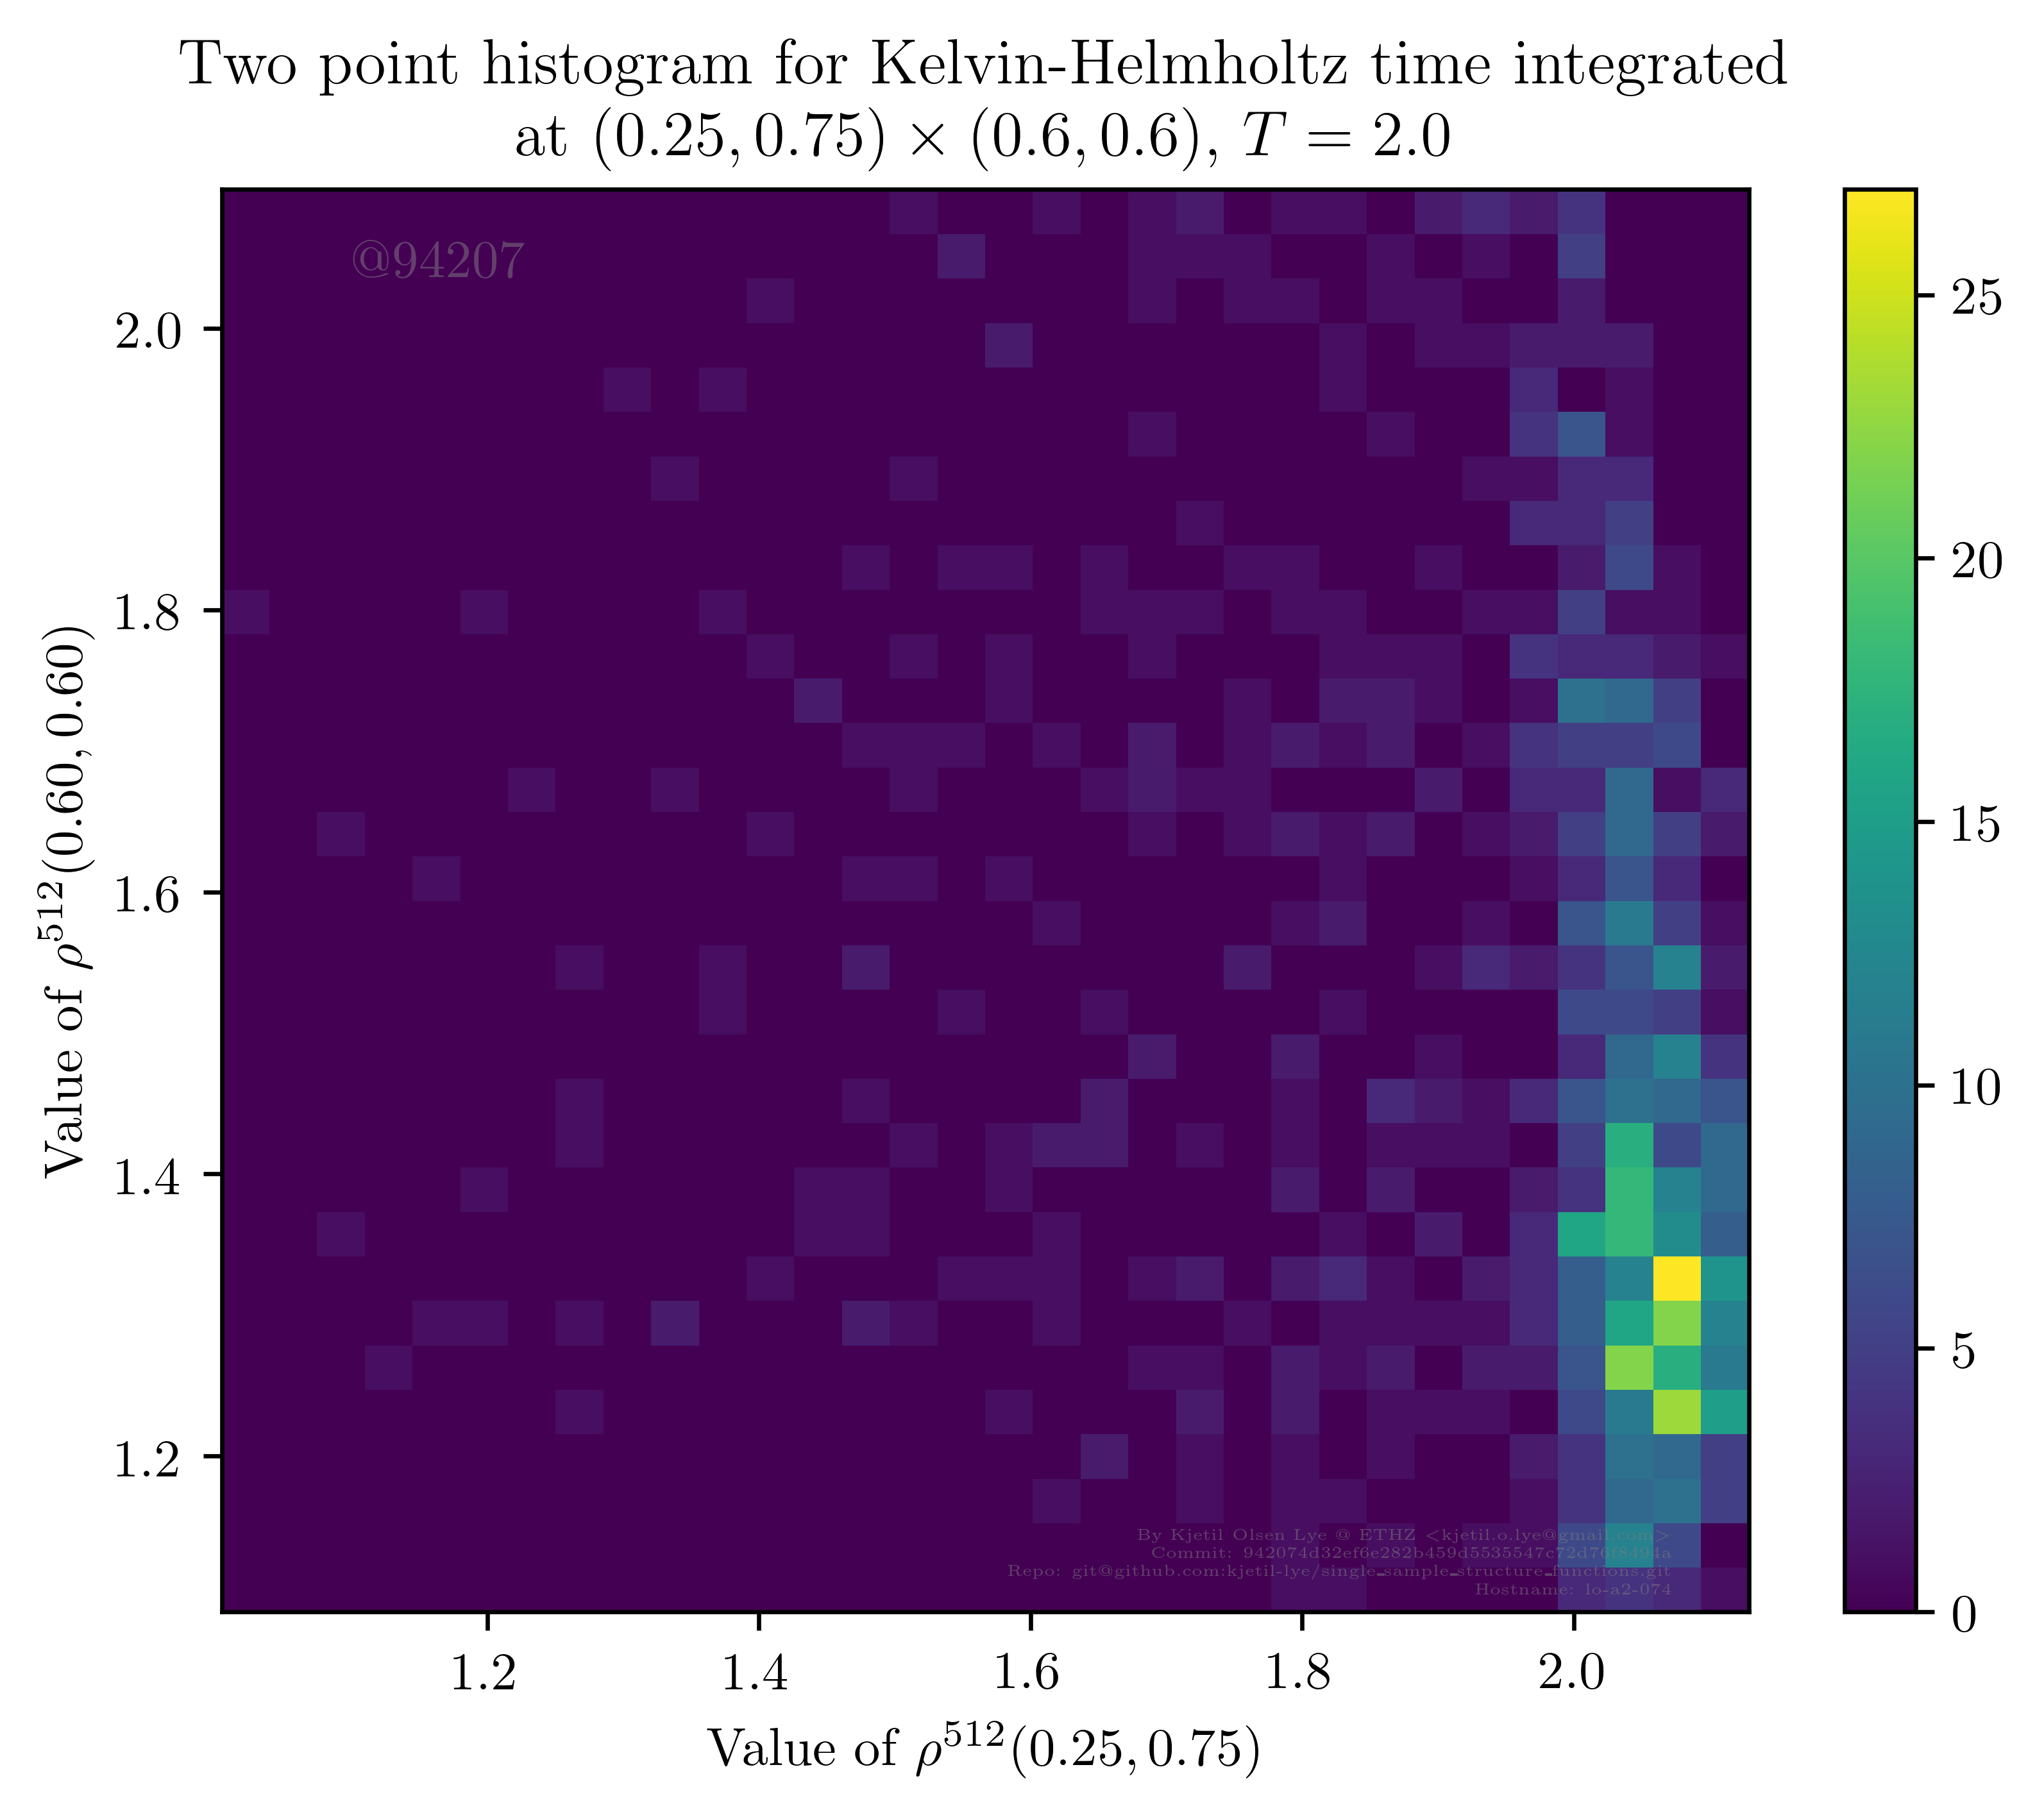 Two point histogram for Kelvin-Helmholtz time integrated
at (0.25, 0.75) × (0.6, 0.6), T = 2.0
@94207
2.0
1.8
1.6
1.4
1.2
Value of ρ⁵¹²(0.60, 0.60)
1.2 1.4 1.6 1.8 2.0
Value of ρ⁵¹²(0.25, 0.75)
25
20
15
10
5
0
By Kjetil Olsen Lye @ ETHZ <kjetil.o.lye@gmail.com>
Commit: 942074d32ef6e282b459d5535547c72d76f8494a
Repo: git@github.com:kjetil-lye/single_sample_structure_functions.git
Hostname: lo-a2-074